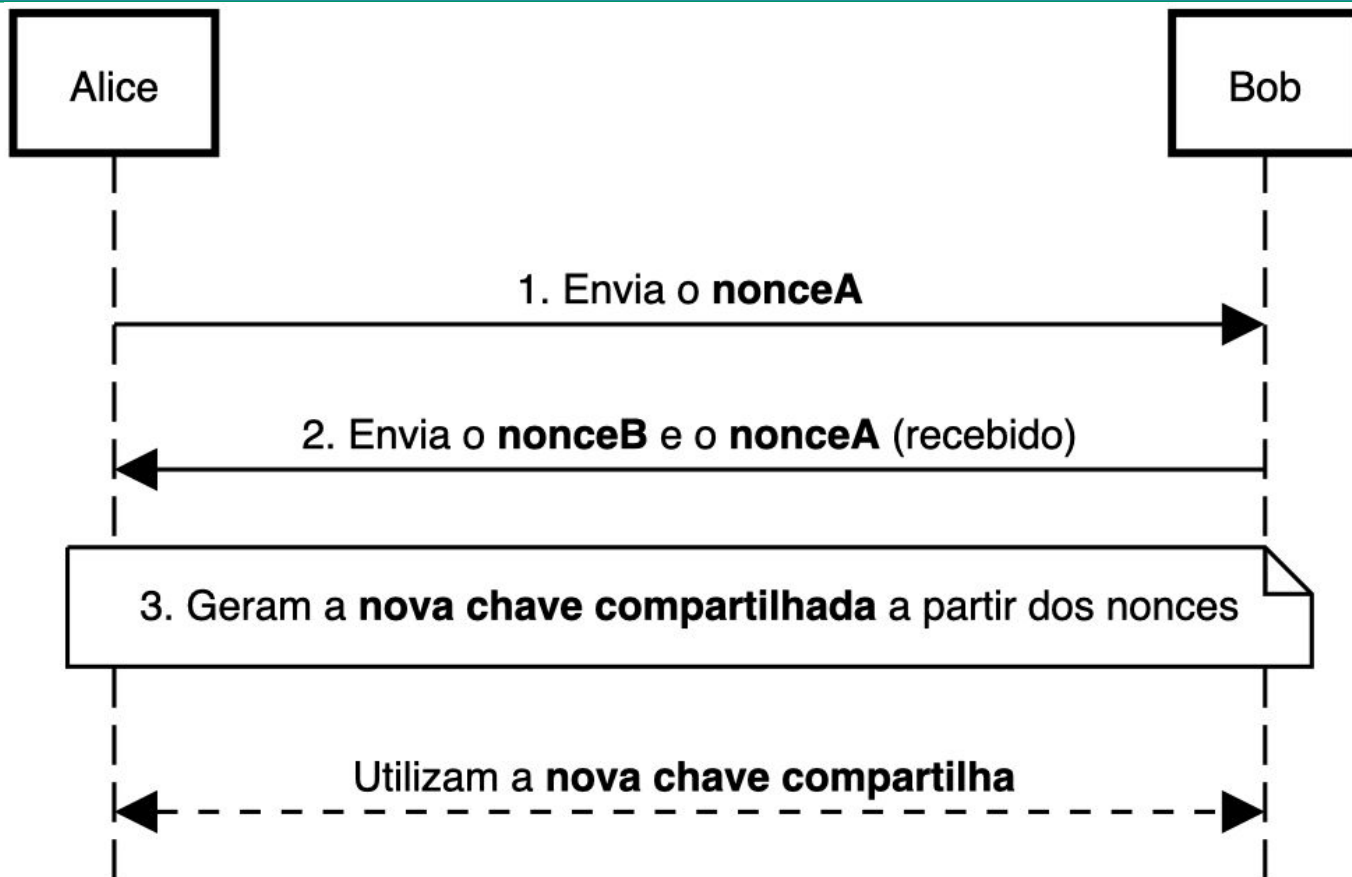 Alice
Bob
1. Envia o nonceA
2. Envia o nonceB e o nonceA (recebido)
3. Geram a nova chave compartilhada a partir dos nonces
Utilizam a nova chave compartilha